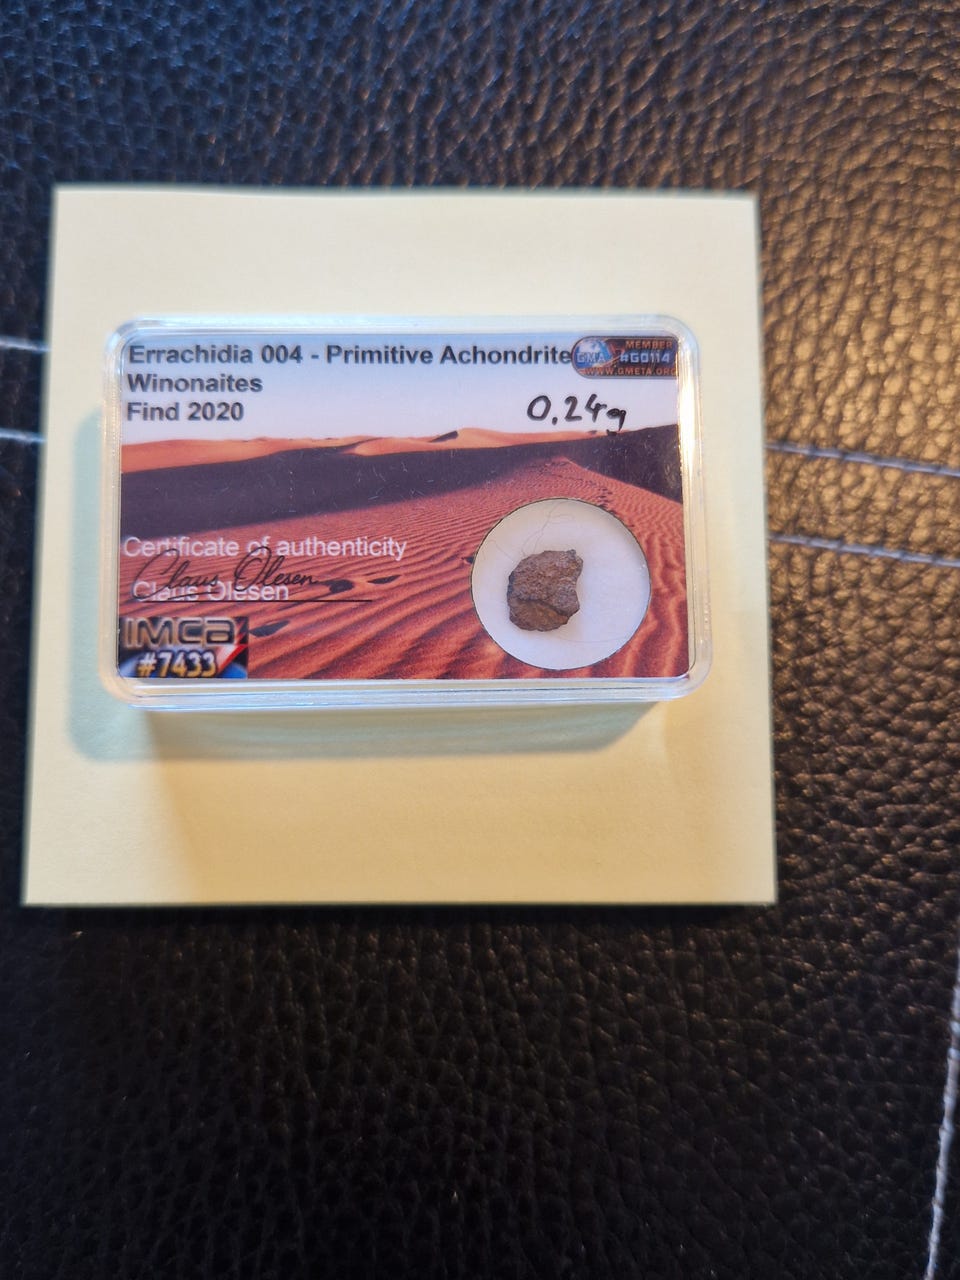 Errachidia 004 - Primitive Achondrite
Winonaites
Find 2020
GMA
MEMBER
#G0114
WWW.GMETA.ORG
0.24g
Certificate of authenticity
Claus Olesen
Claus Olesen
IMCA
#7433